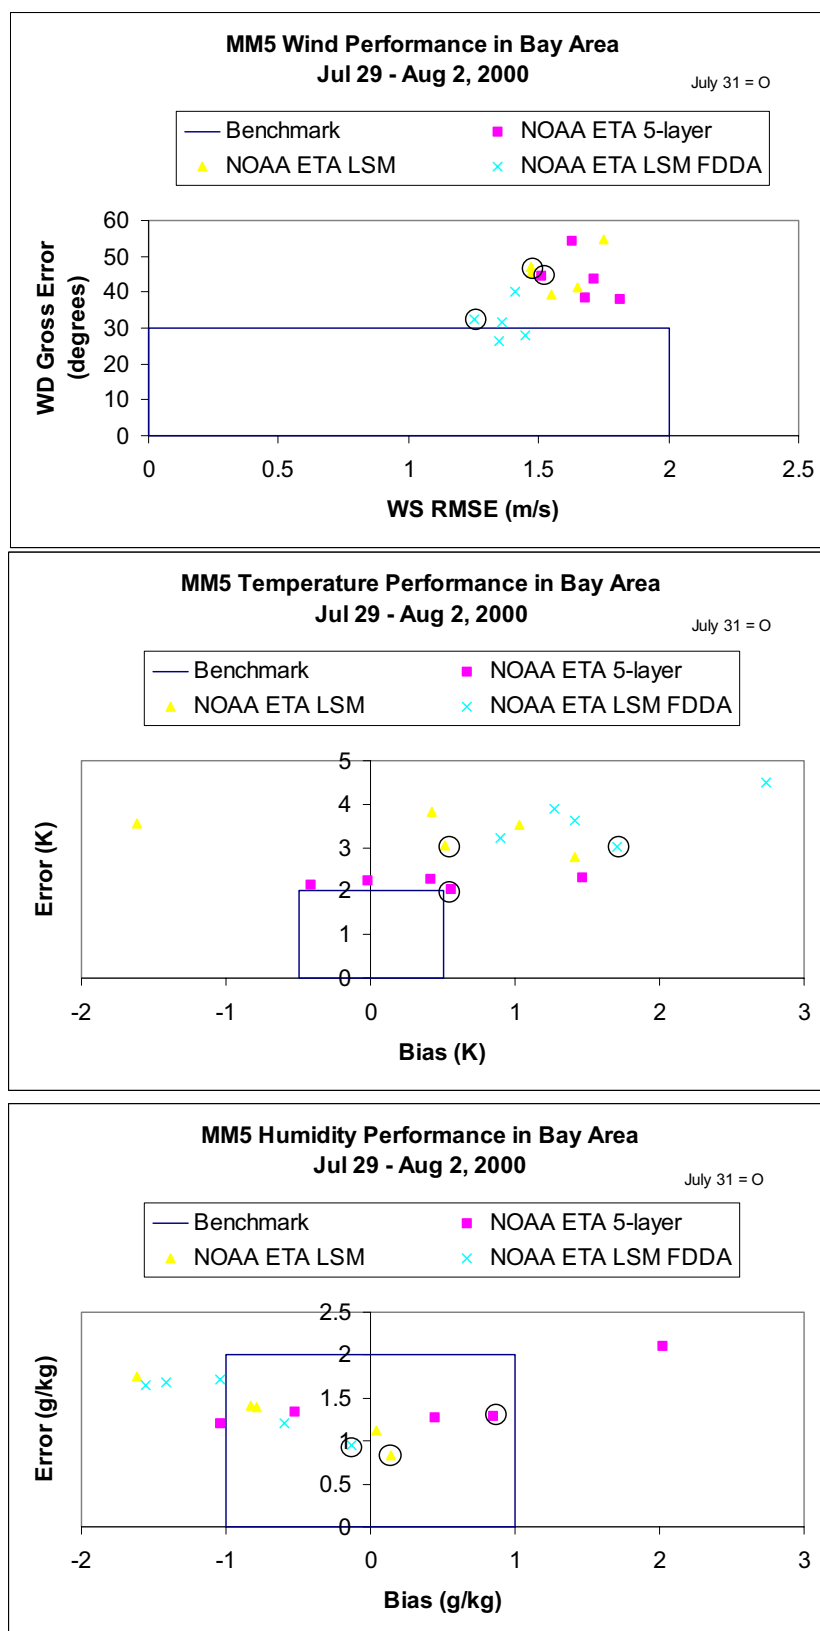 MM5 Wind Performance in Bay Area
Jul 29 - Aug 2, 2000
July 31 = O
Benchmark
NOAA ETA 5-layer
NOAA ETA LSM
NOAA ETA LSM FDDA
WD Gross Error
(degrees)
60
50
40
30
20
10
0
0 0.5 1 1.5 2 2.5
WS RMSE (m/s)
MM5 Temperature Performance in Bay Area
Jul 29 - Aug 2, 2000
July 31 = O
Benchmark
NOAA ETA 5-layer
NOAA ETA LSM
NOAA ETA LSM FDDA
Error (K)
5
4
3
2
1
0
-2 -1 0 1 2 3
Bias (K)
MM5 Humidity Performance in Bay Area
Jul 29 - Aug 2, 2000
July 31 = O
Benchmark
NOAA ETA 5-layer
NOAA ETA LSM
NOAA ETA LSM FDDA
Error (g/kg)
2.5
2
1.5
1
0.5
0
-2 -1 0 1 2 3
Bias (g/kg)